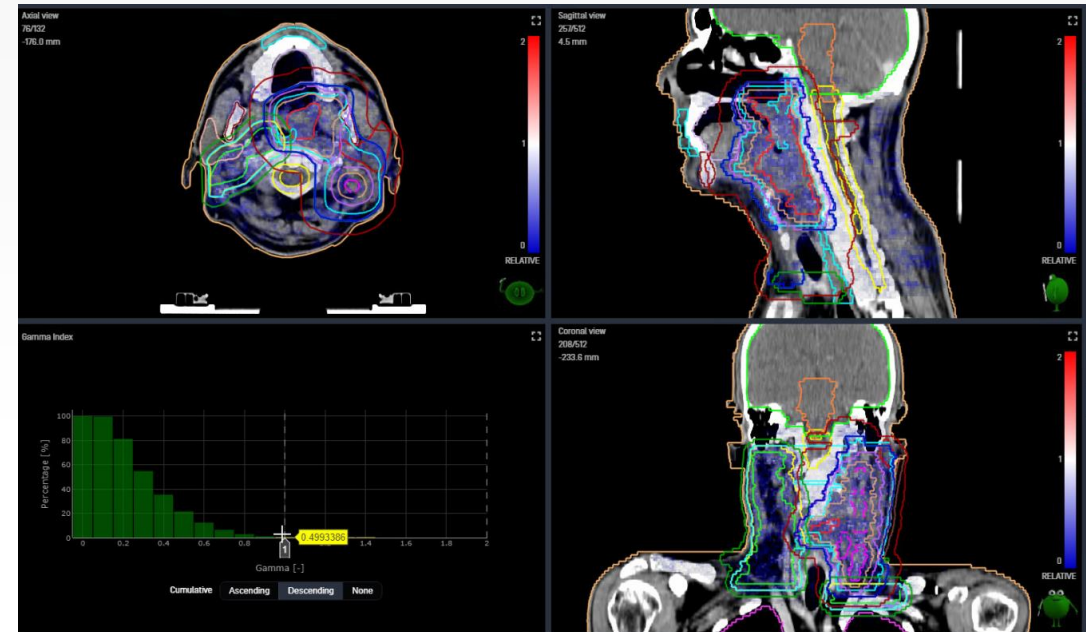 Axial view
76/132
-176.0 mm
2
1
0
RELATIVE
Sagittal view
257/512
4.5 mm
2
1
0
RELATIVE
Gamma Index
100
80
60
40
20
0
Percentage [%]
0 0.2 0.4 0.6 0.8 1 1.2 1.4 1.6 1.8 2
0.4993386
Gamma [-]
Cumulative Ascending Descending None
Coronal view
208/512
-233.6 mm
2
1
0
RELATIVE